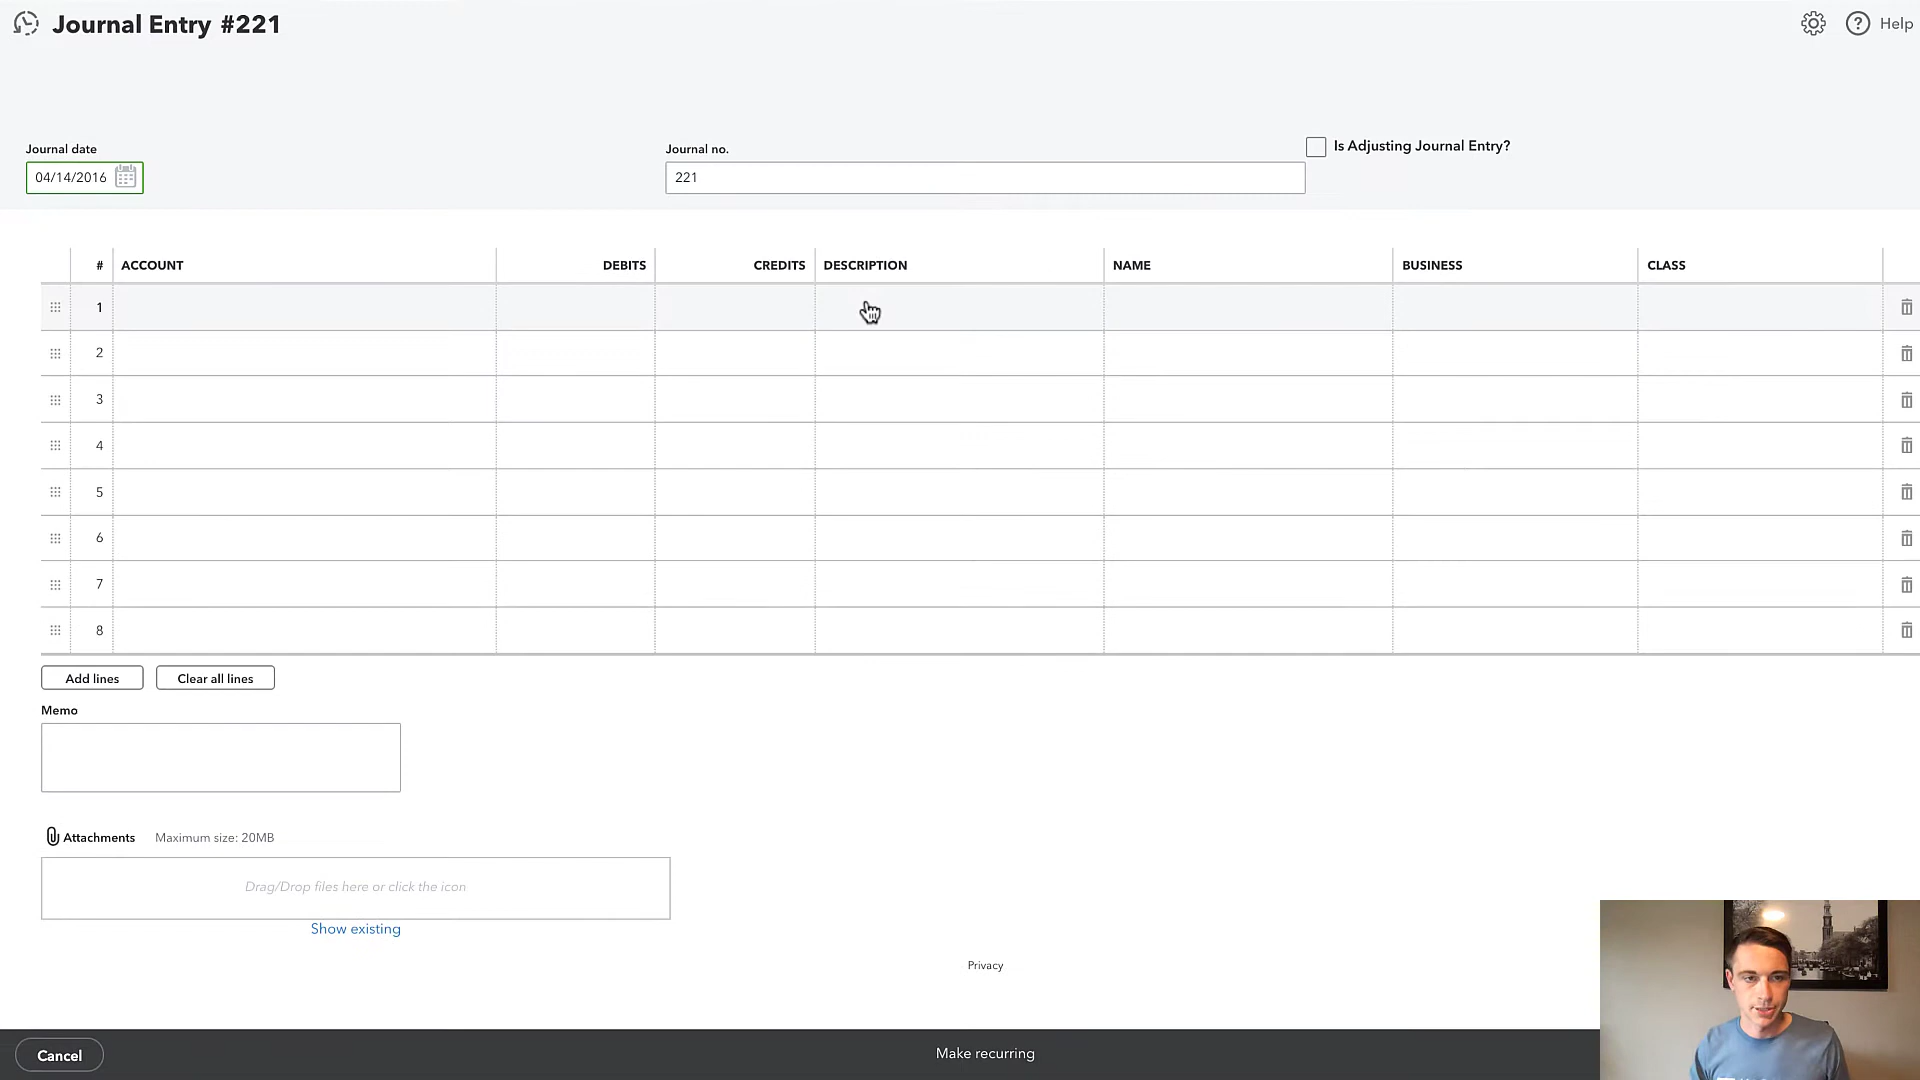 Journal Entry #221
Help
Journal date
Journal no.
Is Adjusting Journal Entry?
04/14/2016
221
# ACCOUNT DEBITS CREDITS DESCRIPTION NAME BUSINESS CLASS
1
2
3
4
5
6
7
8
Add lines Clear all lines
Memo
Attachments Maximum size: 20MB
Drag/Drop files here or click the icon
Show existing
Privacy
Cancel Make recurring